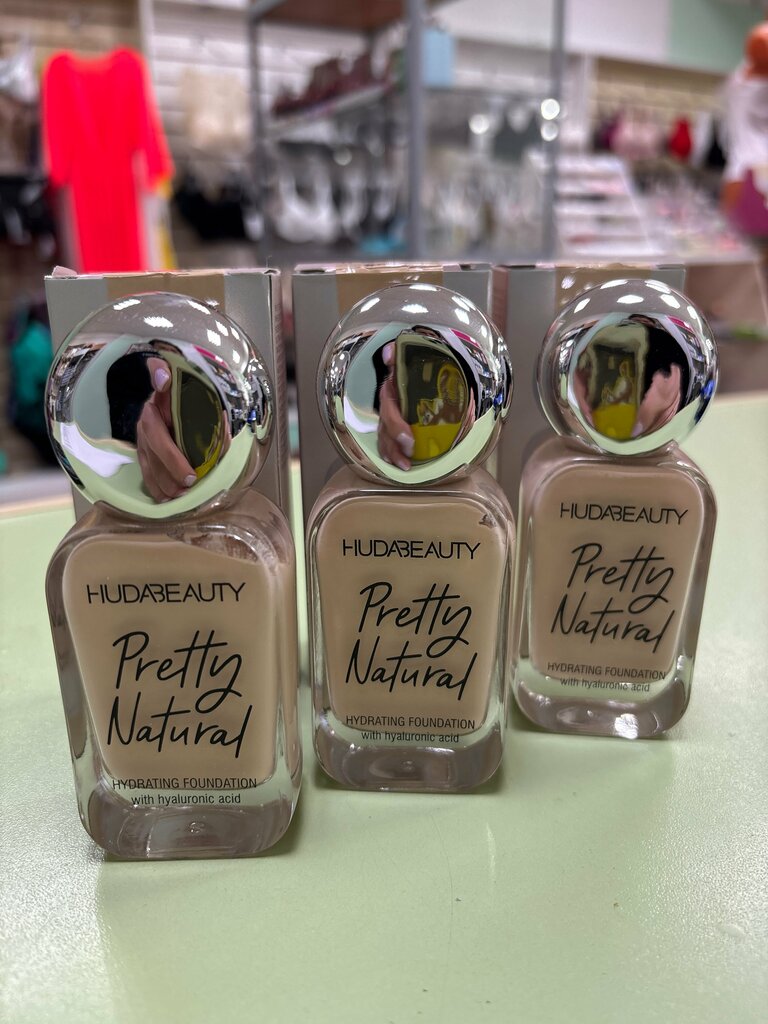 HUDABEAUTY
Pretty
Natural
HYDRATING FOUNDATION
with hyaluronic acid
HUDABEAUTY
Pretty
Natural
HYDRATING FOUNDATION
with hyaluronic acid
HUDABEAUTY
Pretty
Natural
HYDRATING FOUNDATION
with hyaluronic acid